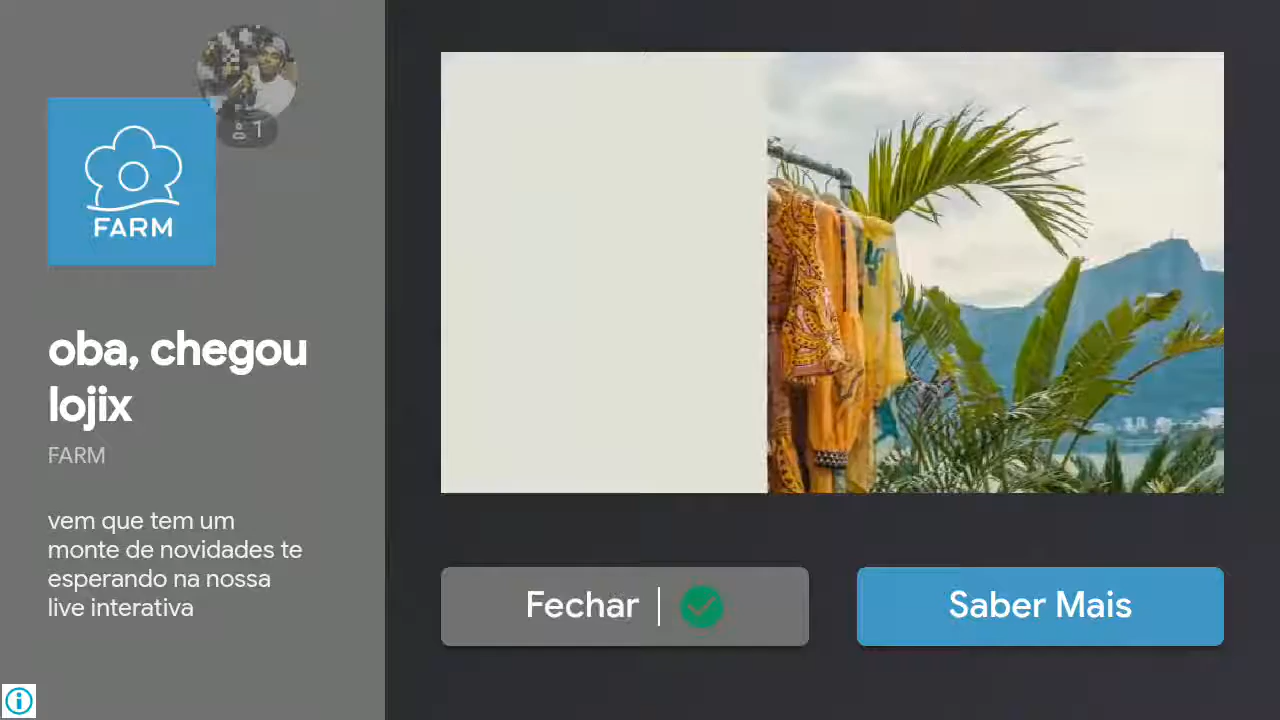 1
FARM
oba, chegou
lojix
FARM
vem que tem um
monte de novidades te
esperando na nossa
live interativa
Fechar
Saber Mais